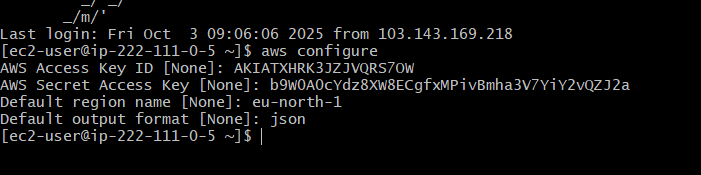 _/m/'
Last login: Fri Oct  3 09:06:06 2025 from 103.143.169.218
[ec2-user@ip-222-111-0-5 ~]$ aws configure
AWS Access Key ID [None]: AKIATXHRK3JZJVQRS7OW
AWS Secret Access Key [None]: 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
Default region name [None]: eu-north-1
Default output format [None]: json
[ec2-user@ip-222-111-0-5 ~]$